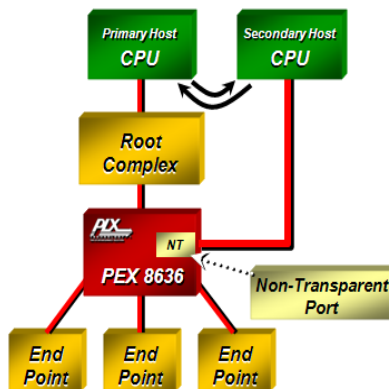 Primary Host
CPU
Secondary Host
CPU
Root
Complex
PLX
NT
PEX 8636
Non-Transparent
Port
End
Point
End
Point
End
Point